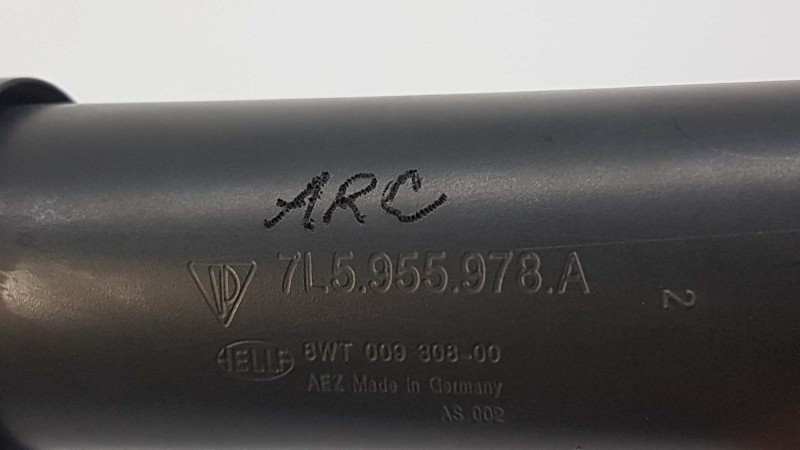 ARC
7L5.955.978.A
2
HELLA 8WT 009 308-00
AEZ Made in Germany
AS 002